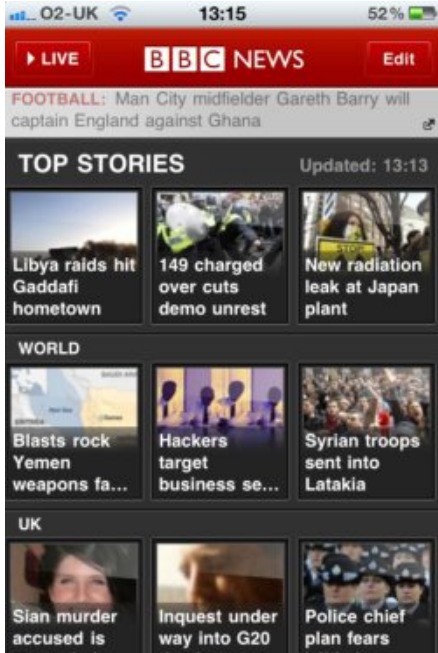 O2-UK 13:15 52%
LIVE BBC NEWS Edit
FOOTBALL: Man City midfielder Gareth Barry will
captain England against Ghana
TOP STORIES Updated: 13:13
Libya raids hit
Gaddafi
hometown
149 charged
over cuts
demo unrest
STOP
New radiation
leak at Japan
plant
WORLD
Blasts rock
Yemen
weapons fa...
Hackers
target
business se...
Syrian troops
sent into
Latakia
UK
Sian murder
accused is
Inquest under
way into G20
Police chief
plan fears